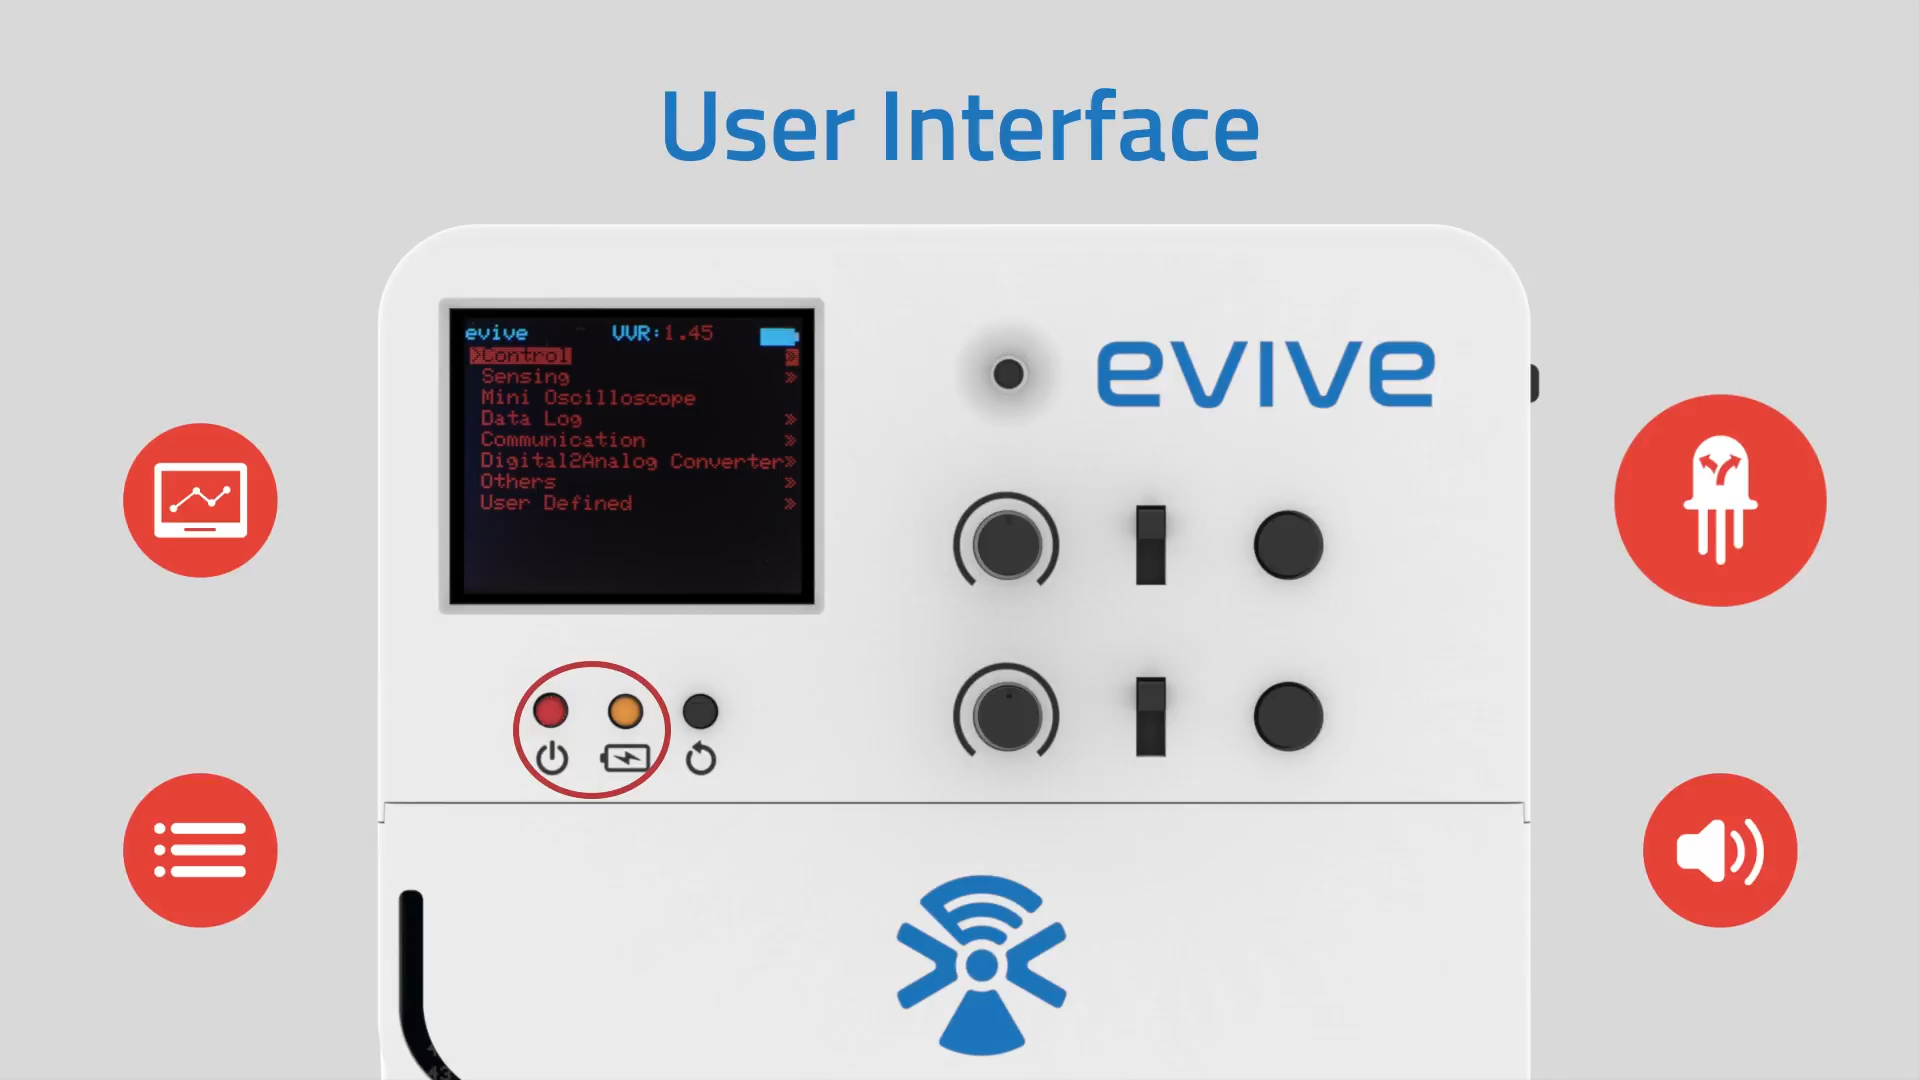 User Interface
evive VVR:1.45
>Control »
Sensing »
Mini Oscilloscope
Data Log »
Communication »
Digital2Analog Converter»
Others »
User Defined »
evive